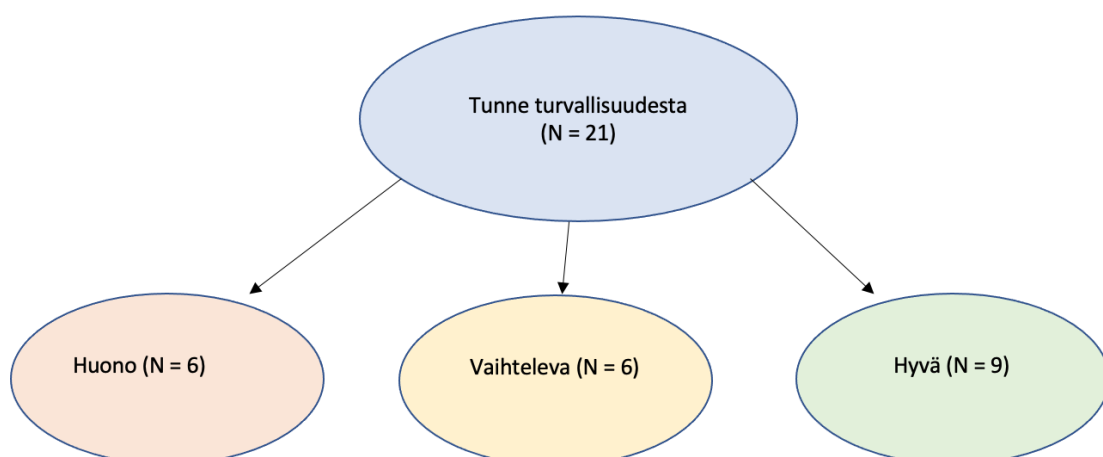 Tunne turvallisuudesta
(N = 21)
Huono (N = 6)
Vaihteleva (N = 6)
Hyvä (N = 9)